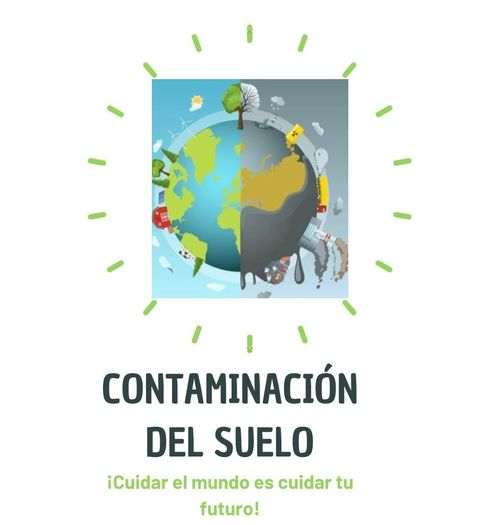 CONTAMINACIÓN
DEL SUELO
¡Cuidar el mundo es cuidar tu
futuro!